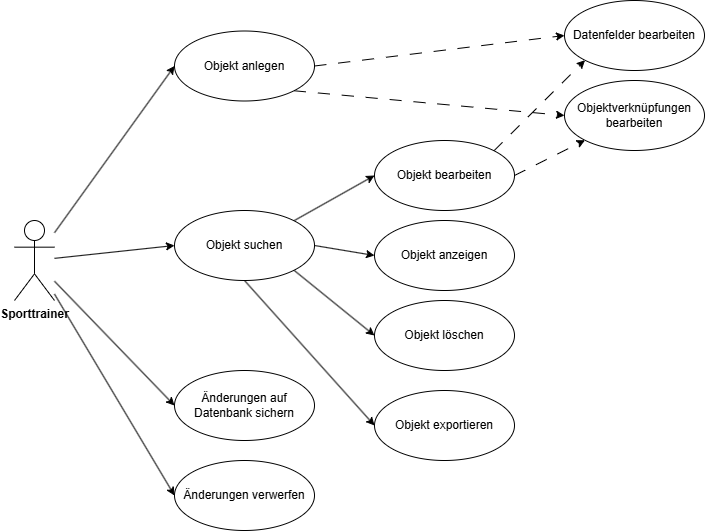 Datenfelder bearbeiten
Objekt anlegen
Objektverknüpfungen
bearbeiten
Objekt bearbeiten
Objekt suchen
Objekt anzeigen
Sporttrainer
Objekt löschen
Änderungen auf
Datenbank sichern
Objekt exportieren
Änderungen verwerfen